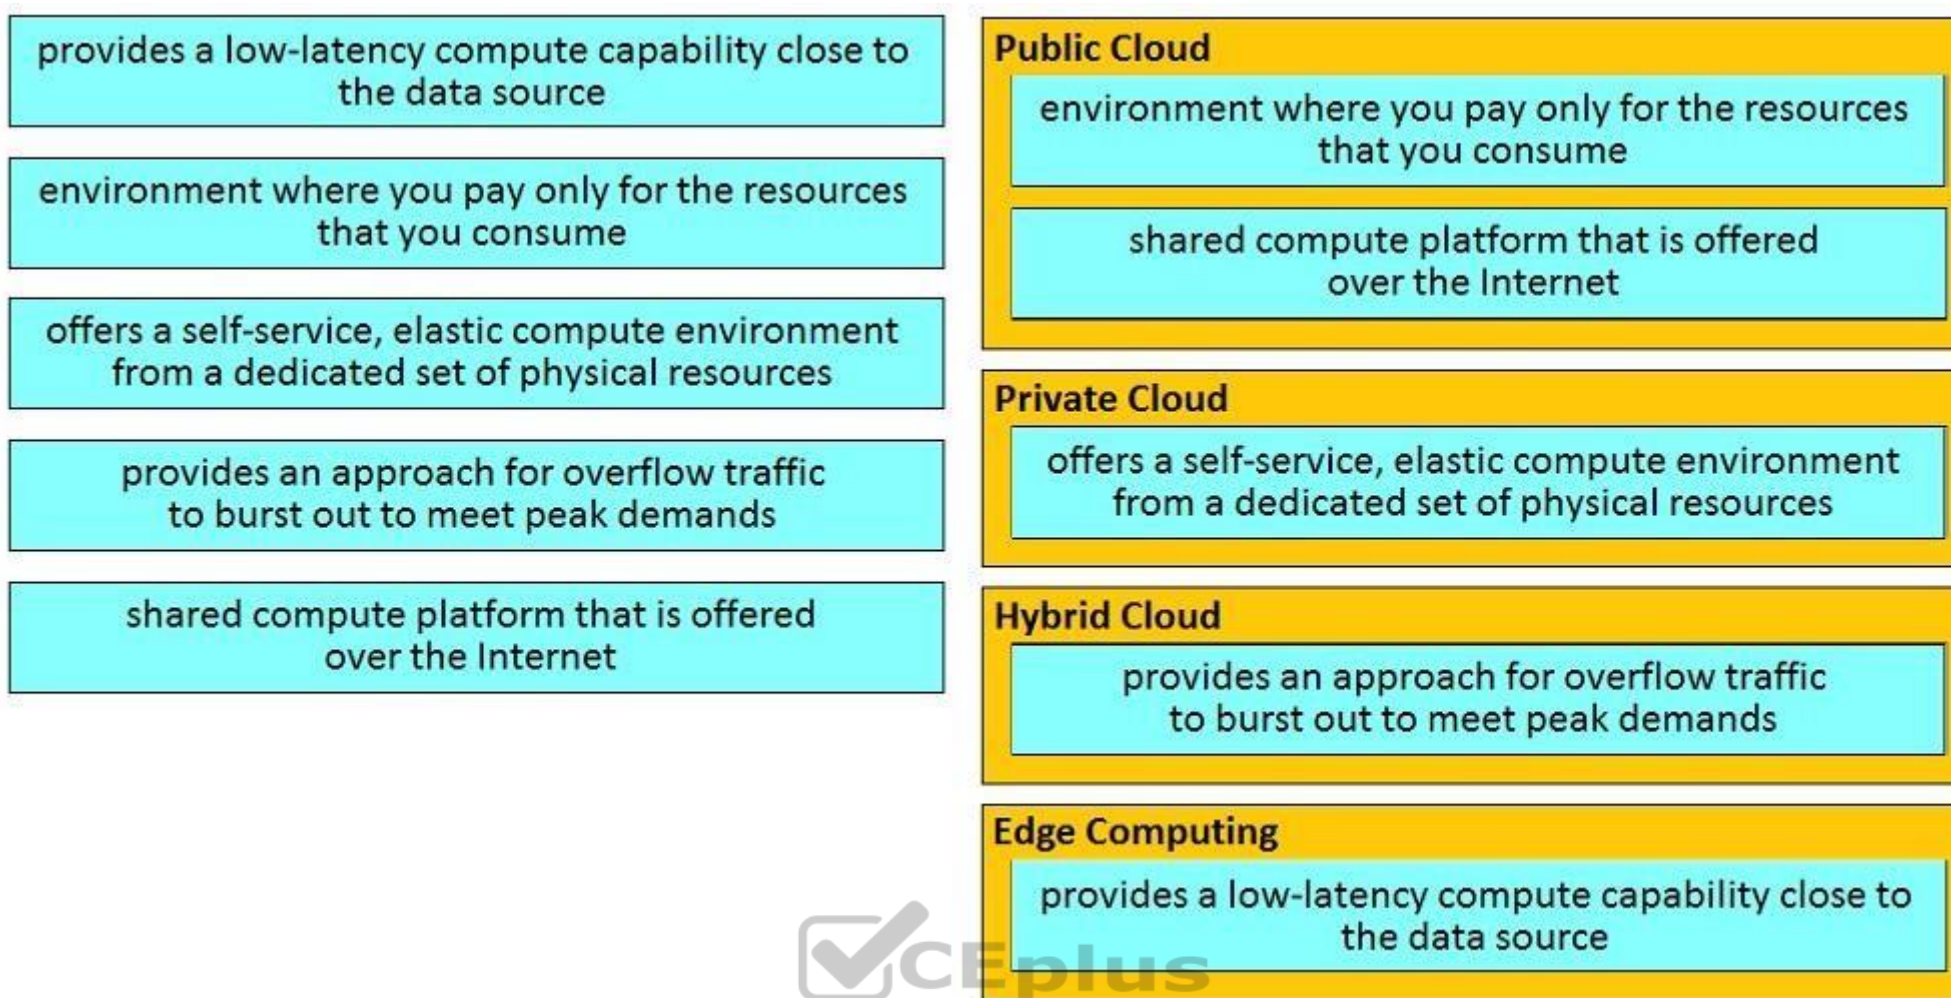 provides a low-latency compute capability close to
the data source
environment where you pay only for the resources
that you consume
offers a self-service, elastic compute environment
from a dedicated set of physical resources
provides an approach for overflow traffic
to burst out to meet peak demands
shared compute platform that is offered
over the Internet
Public Cloud
environment where you pay only for the resources
that you consume
shared compute platform that is offered
over the Internet
Private Cloud
offers a self-service, elastic compute environment
from a dedicated set of physical resources
Hybrid Cloud
provides an approach for overflow traffic
to burst out to meet peak demands
Edge Computing
provides a low-latency compute capability close to
the data source
CEplus